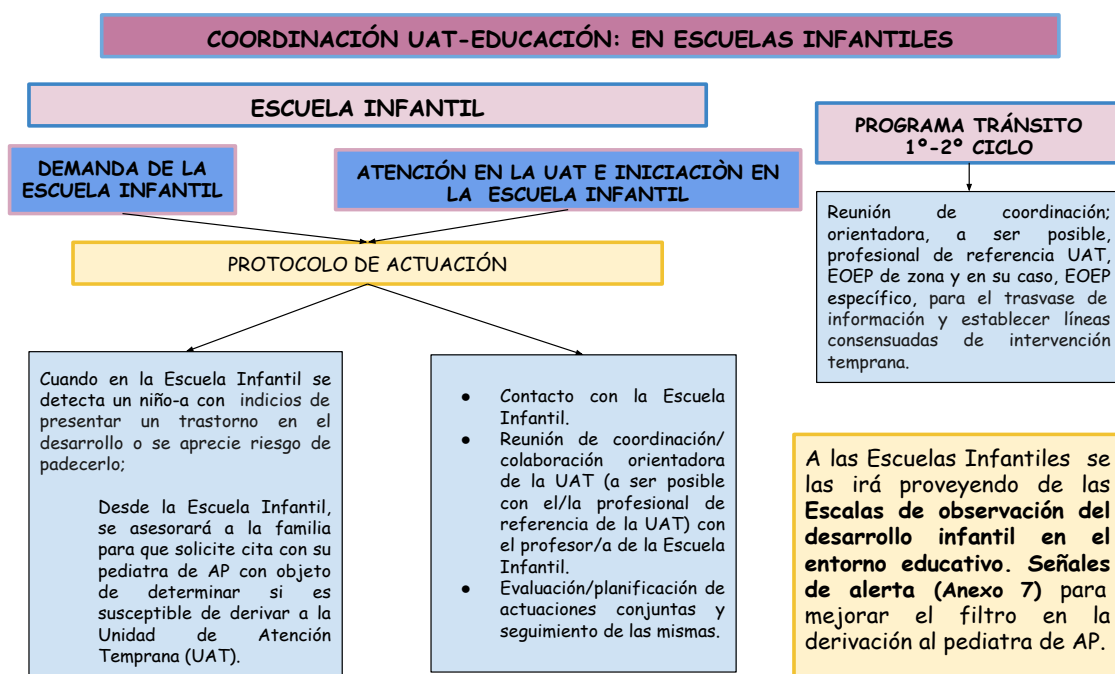 COORDINACIÓN UAT-EDUCACIÓN: EN ESCUELAS INFANTILES
ESCUELA INFANTIL
DEMANDA DE LA
ESCUELA INFANTIL
ATENCIÓN EN LA UAT E INICIACIÒN EN
LA ESCUELA INFANTIL
PROTOCOLO DE ACTUACIÓN
Cuando en la Escuela Infantil se
detecta un niño-a con indicios de
presentar un trastorno en el
desarrollo o se aprecie riesgo de
padecerlo;
Desde la Escuela Infantil,
se asesorará a la familia
para que solicite cita con su
pediatra de AP con objeto
de determinar si es
susceptible de derivar a la
Unidad de Atención
Temprana (UAT).
● Contacto con la Escuela
Infantil.
● Reunión de coordinación/
colaboración orientadora
de la UAT (a ser posible
con el/la profesional de
referencia de la UAT) con
el profesor/a de la Escuela
Infantil.
● Evaluación/planificación de
actuaciones conjuntas y
seguimiento de las mismas.
PROGRAMA TRÁNSITO
1º-2º CICLO
Reunión de coordinación;
orientadora, a ser posible,
profesional de referencia UAT,
EOEP de zona y en su caso, EOEP
específico, para el trasvase de
información y establecer líneas
consensuadas de intervención
temprana.
A las Escuelas Infantiles se
las irá proveyendo de las
Escalas de observación del
desarrollo infantil en el
entorno educativo. Señales
de alerta (Anexo 7) para
mejorar el filtro en la
derivación al pediatra de AP.